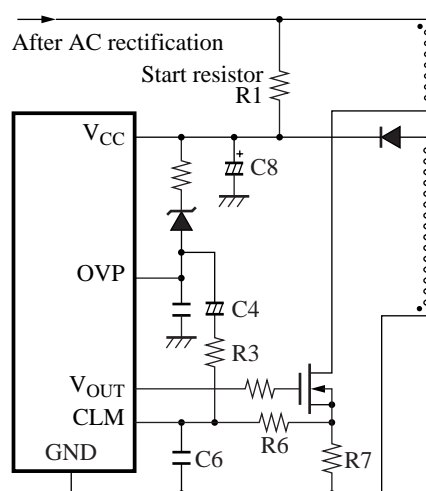 After AC rectification
Start resistor
R1
VCC
C8
OVP
C4
R3
VOUT
CLM
R6
GND
C6
R7